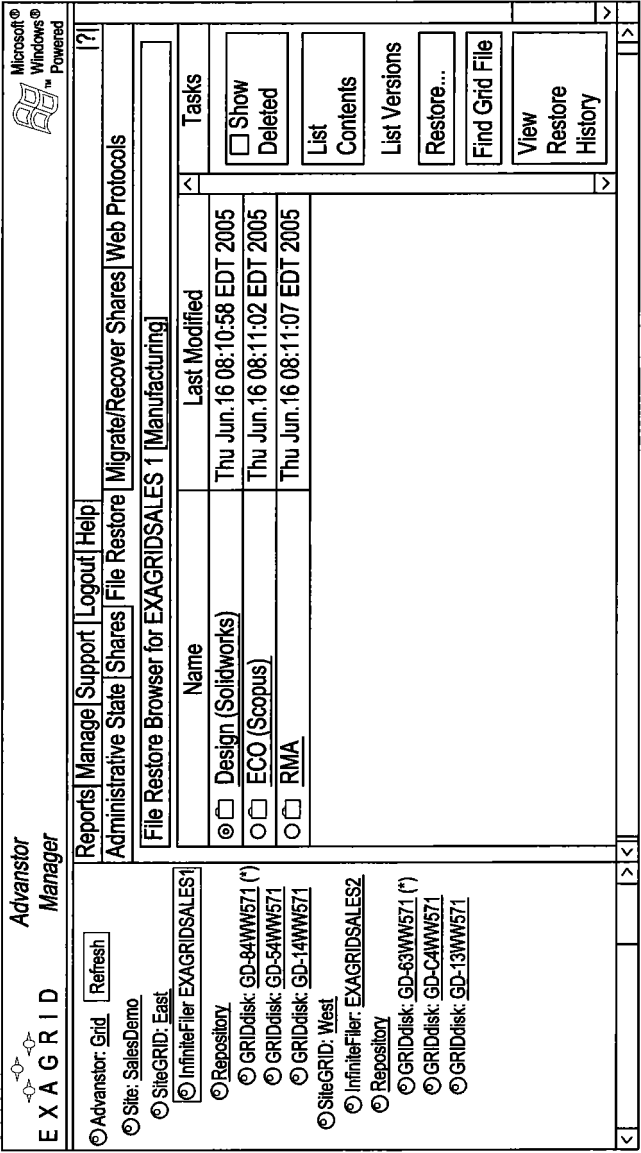 EXAGRID
Advanstor
Manager
Microsoft®
Windows®
Powered
TM
Reports Manage Support Logout Help
[?]
Administrative State Shares File Restore Migrate/Recover Shares Web Protocols
Advanstor: Grid Refresh
Site: SalesDemo
SiteGRID: East
InfiniteFiler EXAGRIDSALES1
Repository
GRIDdisk: GD-84WW571 (*)
GRIDdisk: GD-54WW571
GRIDdisk: GD-14WW571
SiteGRID: West
InfiniteFiler: EXAGRIDSALES2
Repository
GRIDdisk: GD-63WW571 (*)
GRIDdisk: GD-C4WW571
GRIDdisk: GD-13WW571
File Restore Browser for EXAGRIDSALES 1 [Manufacturing]
Name Last Modified
Design (Solidworks) Thu Jun.16 08:10:58 EDT 2005
ECO (Scopus) Thu Jun.16 08:11:02 EDT 2005
RMA Thu Jun.16 08:11:07 EDT 2005
Tasks
Show
Deleted
List
Contents
List Versions
Restore...
Find Grid File
View
Restore
History